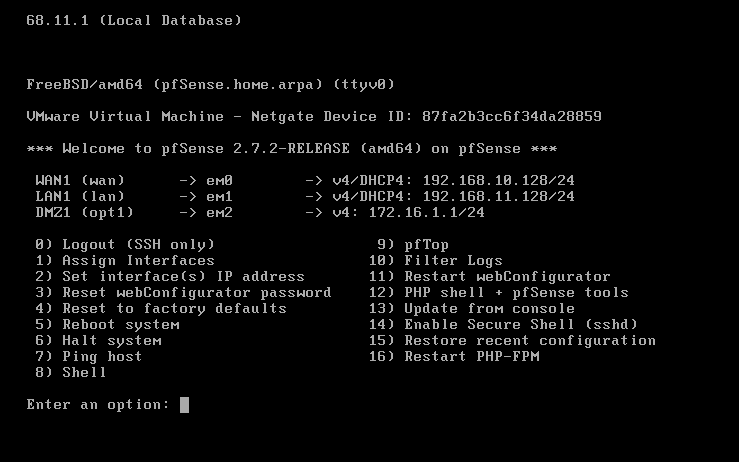 68.11.1 (Local Database)
FreeBSD/amd64 (pfSense.home.arpa) (ttyv0)
VMware Virtual Machine - Netgate Device ID: 87fa2b3cc6f34da28859
*** Welcome to pfSense 2.7.2-RELEASE (amd64) on pfSense ***
WAN1 (wan) -> em0 -> v4/DHCP4: 192.168.10.128/24
LAN1 (lan) -> em1 -> v4/DHCP4: 192.168.11.128/24
DMZ1 (opt1) -> em2 -> v4: 172.16.1.1/24
0) Logout (SSH only) 9) pfTop
1) Assign Interfaces 10) Filter Logs
2) Set interface(s) IP address 11) Restart webConfigurator
3) Reset webConfigurator password 12) PHP shell + pfSense tools
4) Reset to factory defaults 13) Update from console
5) Reboot system 14) Enable Secure Shell (sshd)
6) Halt system 15) Restore recent configuration
7) Ping host 16) Restart PHP-FPM
8) Shell
Enter an option: